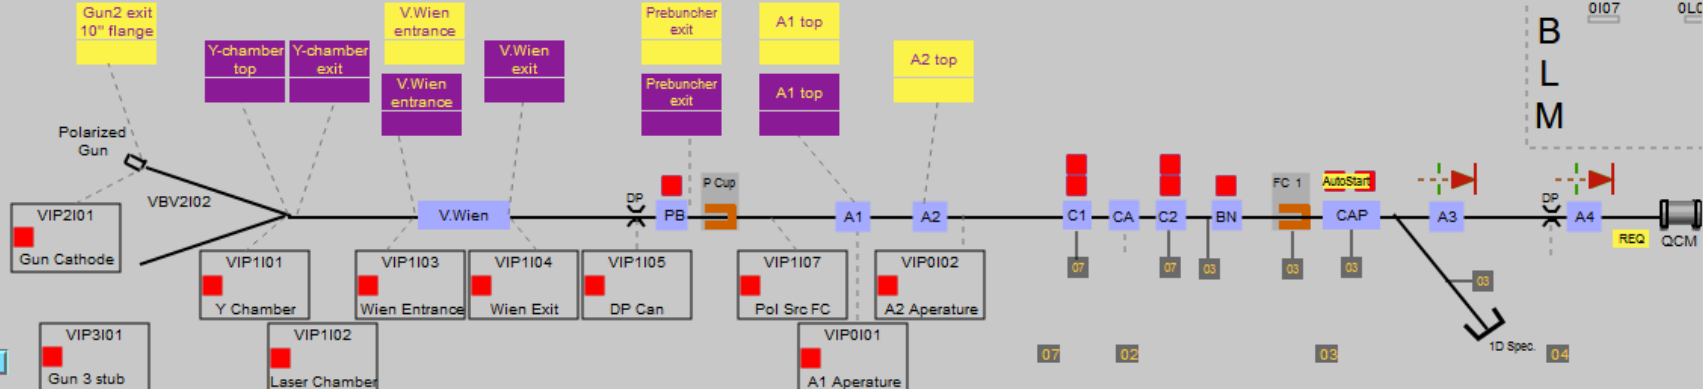 Gun2 exit
10" flange
Y-chamber
top
Y-chamber
exit
V.Wien
entrance
V.Wien
entrance
V.Wien
exit
Prebuncher
exit
Prebuncher
exit
A1 top
A1 top
A2 top
B
L
M
0I07
Polarized
Gun
VBV2I02
V.Wien
DP
PB
P Cup
A1
A2
C1
CA
C2
BN
FC 1
AutoStart
CAP
A3
DP
A4
REQ
QCM
07
07
03
03
03
03
1D Spec.
VIP2I01
Gun Cathode
VIP1I01
Y Chamber
VIP1I03
Wien Entrance
VIP1I04
Wien Exit
VIP1I05
DP Can
VIP1I07
Pol Src FC
VIP0I02
A2 Aperature
VIP3I01
Gun 3 stub
VIP1I02
Laser Chamber
VIP0I01
A1 Aperature
07
02
03
04